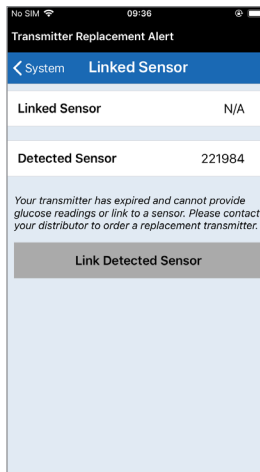 No SIM 09:36
Transmitter Replacement Alert
System Linked Sensor
Linked Sensor N/A
Detected Sensor 221984
Your transmitter has expired and cannot provide
glucose readings or link to a sensor. Please contact
your distributor to order a replacement transmitter.
Link Detected Sensor